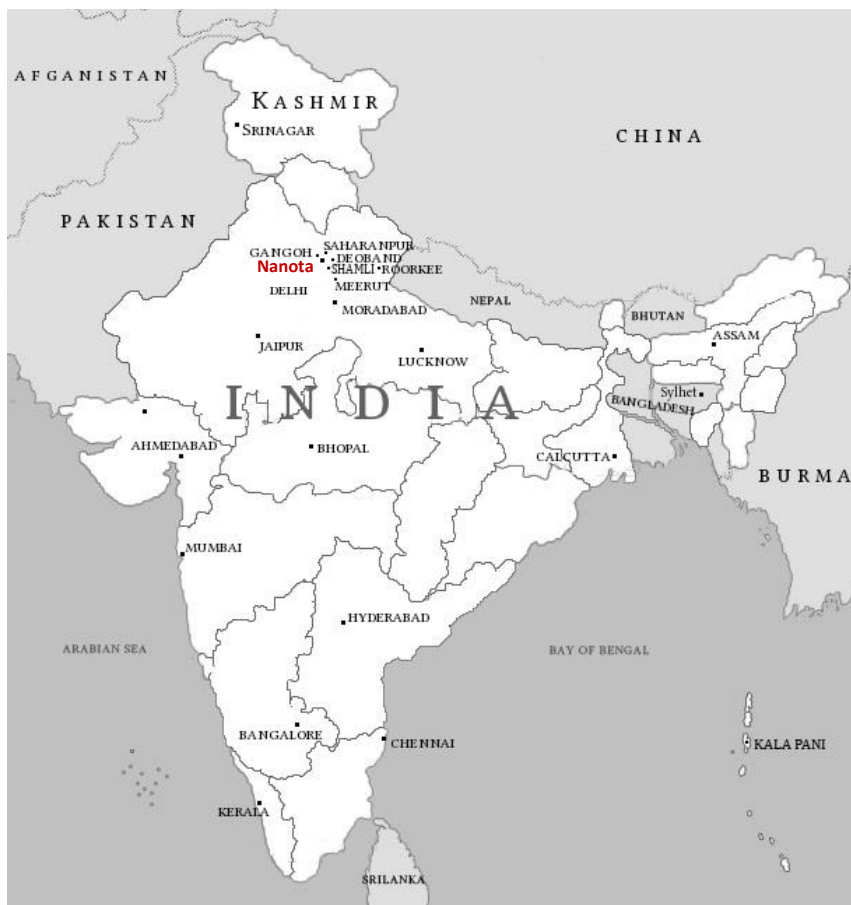 AFGANISTAN
KASHMIR
SRINAGAR
CHINA
PAKISTAN
GANGOH
SAHARANPUR
DEOBAND
Nanota
SHAMLI
ROORKEE
MEERUT
DELHI
MORADABAD
NEPAL
BHUTAN
JAIPUR
LUCKNOW
ASSAM
INDIA
Sylhet
BANGLADESH
AHMEDABAD
BHOPAL
CALCUTTA
BURMA
MUMBAI
HYDERABAD
ARABIAN SEA
BAY OF BENGAL
BANGALORE
CHENNAI
KALA PANI
KERALA
SRILANKA